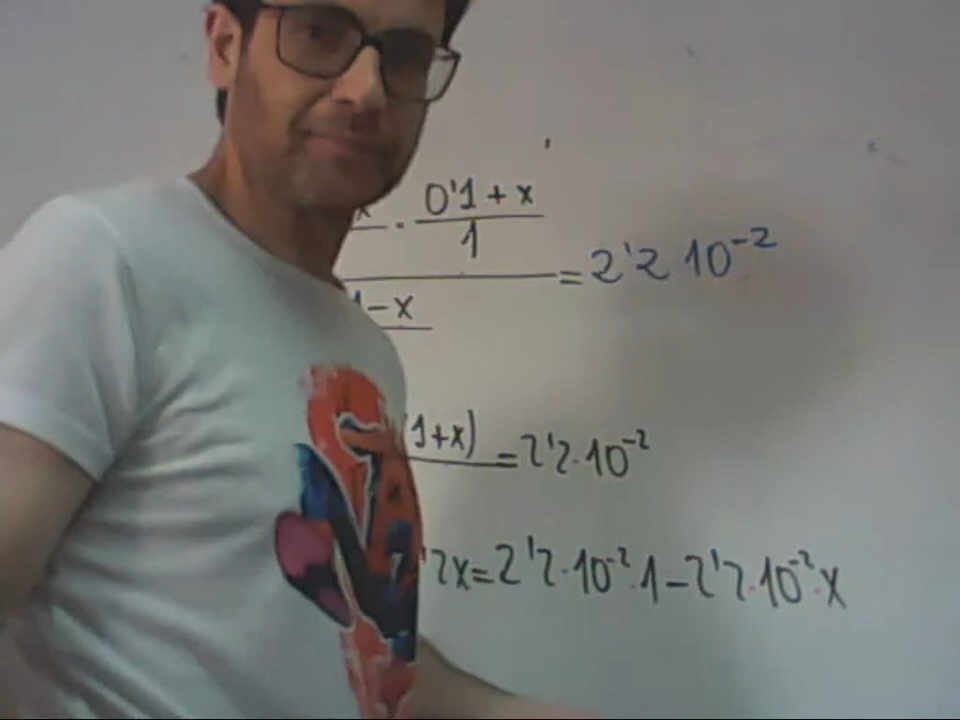 x · 0'1 + x
1
= 2'2 10⁻²
1 - x
(1+x) = 2'2·10⁻²
'2x = 2'2·10⁻²·1 - 2'2·10⁻²·x